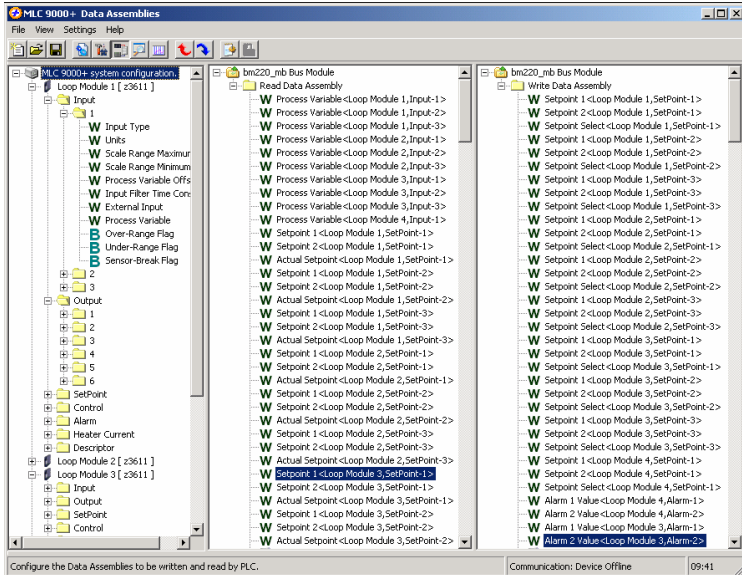 MLC 9000+ Data Assemblies
File View Settings Help
MLC 9000+ system configuration.
Loop Module 1 [ z3611 ]
Input
1
W Input Type
W Units
W Scale Range Maximur
W Scale Range Minimum
W Process Variable Offs
W Input Filter Time Con
W External Input
W Process Variable
B Over-Range Flag
B Under-Range Flag
B Sensor-Break Flag
2
3
Output
1
2
3
4
5
6
SetPoint
Control
Alarm
Heater Current
Descriptor
Loop Module 2 [ z3611 ]
Loop Module 3 [ z3611 ]
Input
Output
SetPoint
Control
bm220_mb Bus Module
Read Data Assembly
W Process Variable<Loop Module 1,Input-1>
W Process Variable<Loop Module 1,Input-2>
W Process Variable<Loop Module 1,Input-3>
W Process Variable<Loop Module 2,Input-1>
W Process Variable<Loop Module 2,Input-2>
W Process Variable<Loop Module 2,Input-3>
W Process Variable<Loop Module 3,Input-1>
W Process Variable<Loop Module 3,Input-2>
W Process Variable<Loop Module 3,Input-3>
W Process Variable<Loop Module 4,Input-1>
W Setpoint 1<Loop Module 1,SetPoint-1>
W Setpoint 2<Loop Module 1,SetPoint-1>
W Actual Setpoint<Loop Module 1,SetPoint-1>
W Setpoint 1<Loop Module 1,SetPoint-2>
W Setpoint 2<Loop Module 1,SetPoint-2>
W Actual Setpoint<Loop Module 1,SetPoint-2>
W Setpoint 1<Loop Module 1,SetPoint-3>
W Setpoint 2<Loop Module 1,SetPoint-3>
W Actual Setpoint<Loop Module 1,SetPoint-3>
W Setpoint 1<Loop Module 2,SetPoint-1>
W Setpoint 2<Loop Module 2,SetPoint-1>
W Actual Setpoint<Loop Module 2,SetPoint-1>
W Setpoint 1<Loop Module 2,SetPoint-2>
W Setpoint 2<Loop Module 2,SetPoint-2>
W Actual Setpoint<Loop Module 2,SetPoint-2>
W Setpoint 1<Loop Module 2,SetPoint-3>
W Setpoint 2<Loop Module 2,SetPoint-3>
W Actual Setpoint<Loop Module 2,SetPoint-3>
W Setpoint 1<Loop Module 3,SetPoint-1>
W Setpoint 2<Loop Module 3,SetPoint-1>
W Actual Setpoint<Loop Module 3,SetPoint-1>
W Setpoint 1<Loop Module 3,SetPoint-2>
W Setpoint 2<Loop Module 3,SetPoint-2>
W Actual Setpoint<Loop Module 3,SetPoint-2>
bm220_mb Bus Module
Write Data Assembly
W Setpoint 1<Loop Module 1,SetPoint-1>
W Setpoint 2<Loop Module 1,SetPoint-1>
W Setpoint Select<Loop Module 1,SetPoint-1>
W Setpoint 1<Loop Module 1,SetPoint-2>
W Setpoint 2<Loop Module 1,SetPoint-2>
W Setpoint Select<Loop Module 1,SetPoint-2>
W Setpoint 1<Loop Module 1,SetPoint-3>
W Setpoint 2<Loop Module 1,SetPoint-3>
W Setpoint Select<Loop Module 1,SetPoint-3>
W Setpoint 1<Loop Module 2,SetPoint-1>
W Setpoint 2<Loop Module 2,SetPoint-1>
W Setpoint Select<Loop Module 2,SetPoint-1>
W Setpoint 1<Loop Module 2,SetPoint-2>
W Setpoint 2<Loop Module 2,SetPoint-2>
W Setpoint Select<Loop Module 2,SetPoint-2>
W Setpoint 1<Loop Module 2,SetPoint-3>
W Setpoint 2<Loop Module 2,SetPoint-3>
W Setpoint Select<Loop Module 2,SetPoint-3>
W Setpoint 1<Loop Module 3,SetPoint-1>
W Setpoint 2<Loop Module 3,SetPoint-1>
W Setpoint Select<Loop Module 3,SetPoint-1>
W Setpoint 1<Loop Module 3,SetPoint-2>
W Setpoint 2<Loop Module 3,SetPoint-2>
W Setpoint Select<Loop Module 3,SetPoint-2>
W Setpoint 1<Loop Module 3,SetPoint-3>
W Setpoint 2<Loop Module 3,SetPoint-3>
W Setpoint Select<Loop Module 3,SetPoint-3>
W Setpoint 1<Loop Module 4,SetPoint-1>
W Setpoint 2<Loop Module 4,SetPoint-1>
W Setpoint Select<Loop Module 4,SetPoint-1>
W Alarm 1 Value<Loop Module 4,Alarm-1>
W Alarm 2 Value<Loop Module 4,Alarm-2>
W Alarm 1 Value<Loop Module 3,Alarm-1>
W Alarm 2 Value<Loop Module 3,Alarm-2>
Configure the Data Assemblies to be written and read by PLC.
Communication: Device Offline
09:41